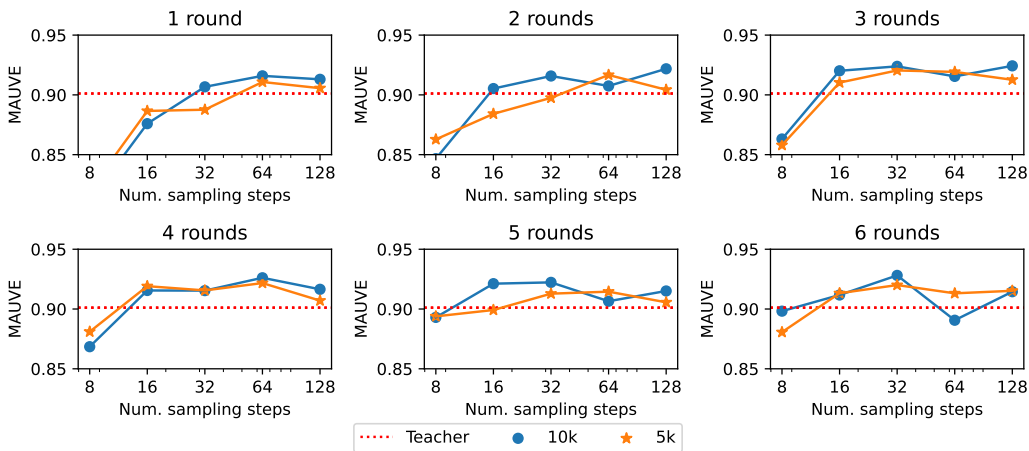 1 round
2 rounds
3 rounds
MAUVE
0.95
0.90
0.85
8 16 32 64 128
Num. sampling steps
MAUVE
0.95
0.90
0.85
8 16 32 64 128
Num. sampling steps
MAUVE
0.95
0.90
0.85
8 16 32 64 128
Num. sampling steps
4 rounds
5 rounds
6 rounds
MAUVE
0.95
0.90
0.85
8 16 32 64 128
Num. sampling steps
MAUVE
0.95
0.90
0.85
8 16 32 64 128
Num. sampling steps
MAUVE
0.95
0.90
0.85
8 16 32 64 128
Num. sampling steps
Teacher 10k 5k